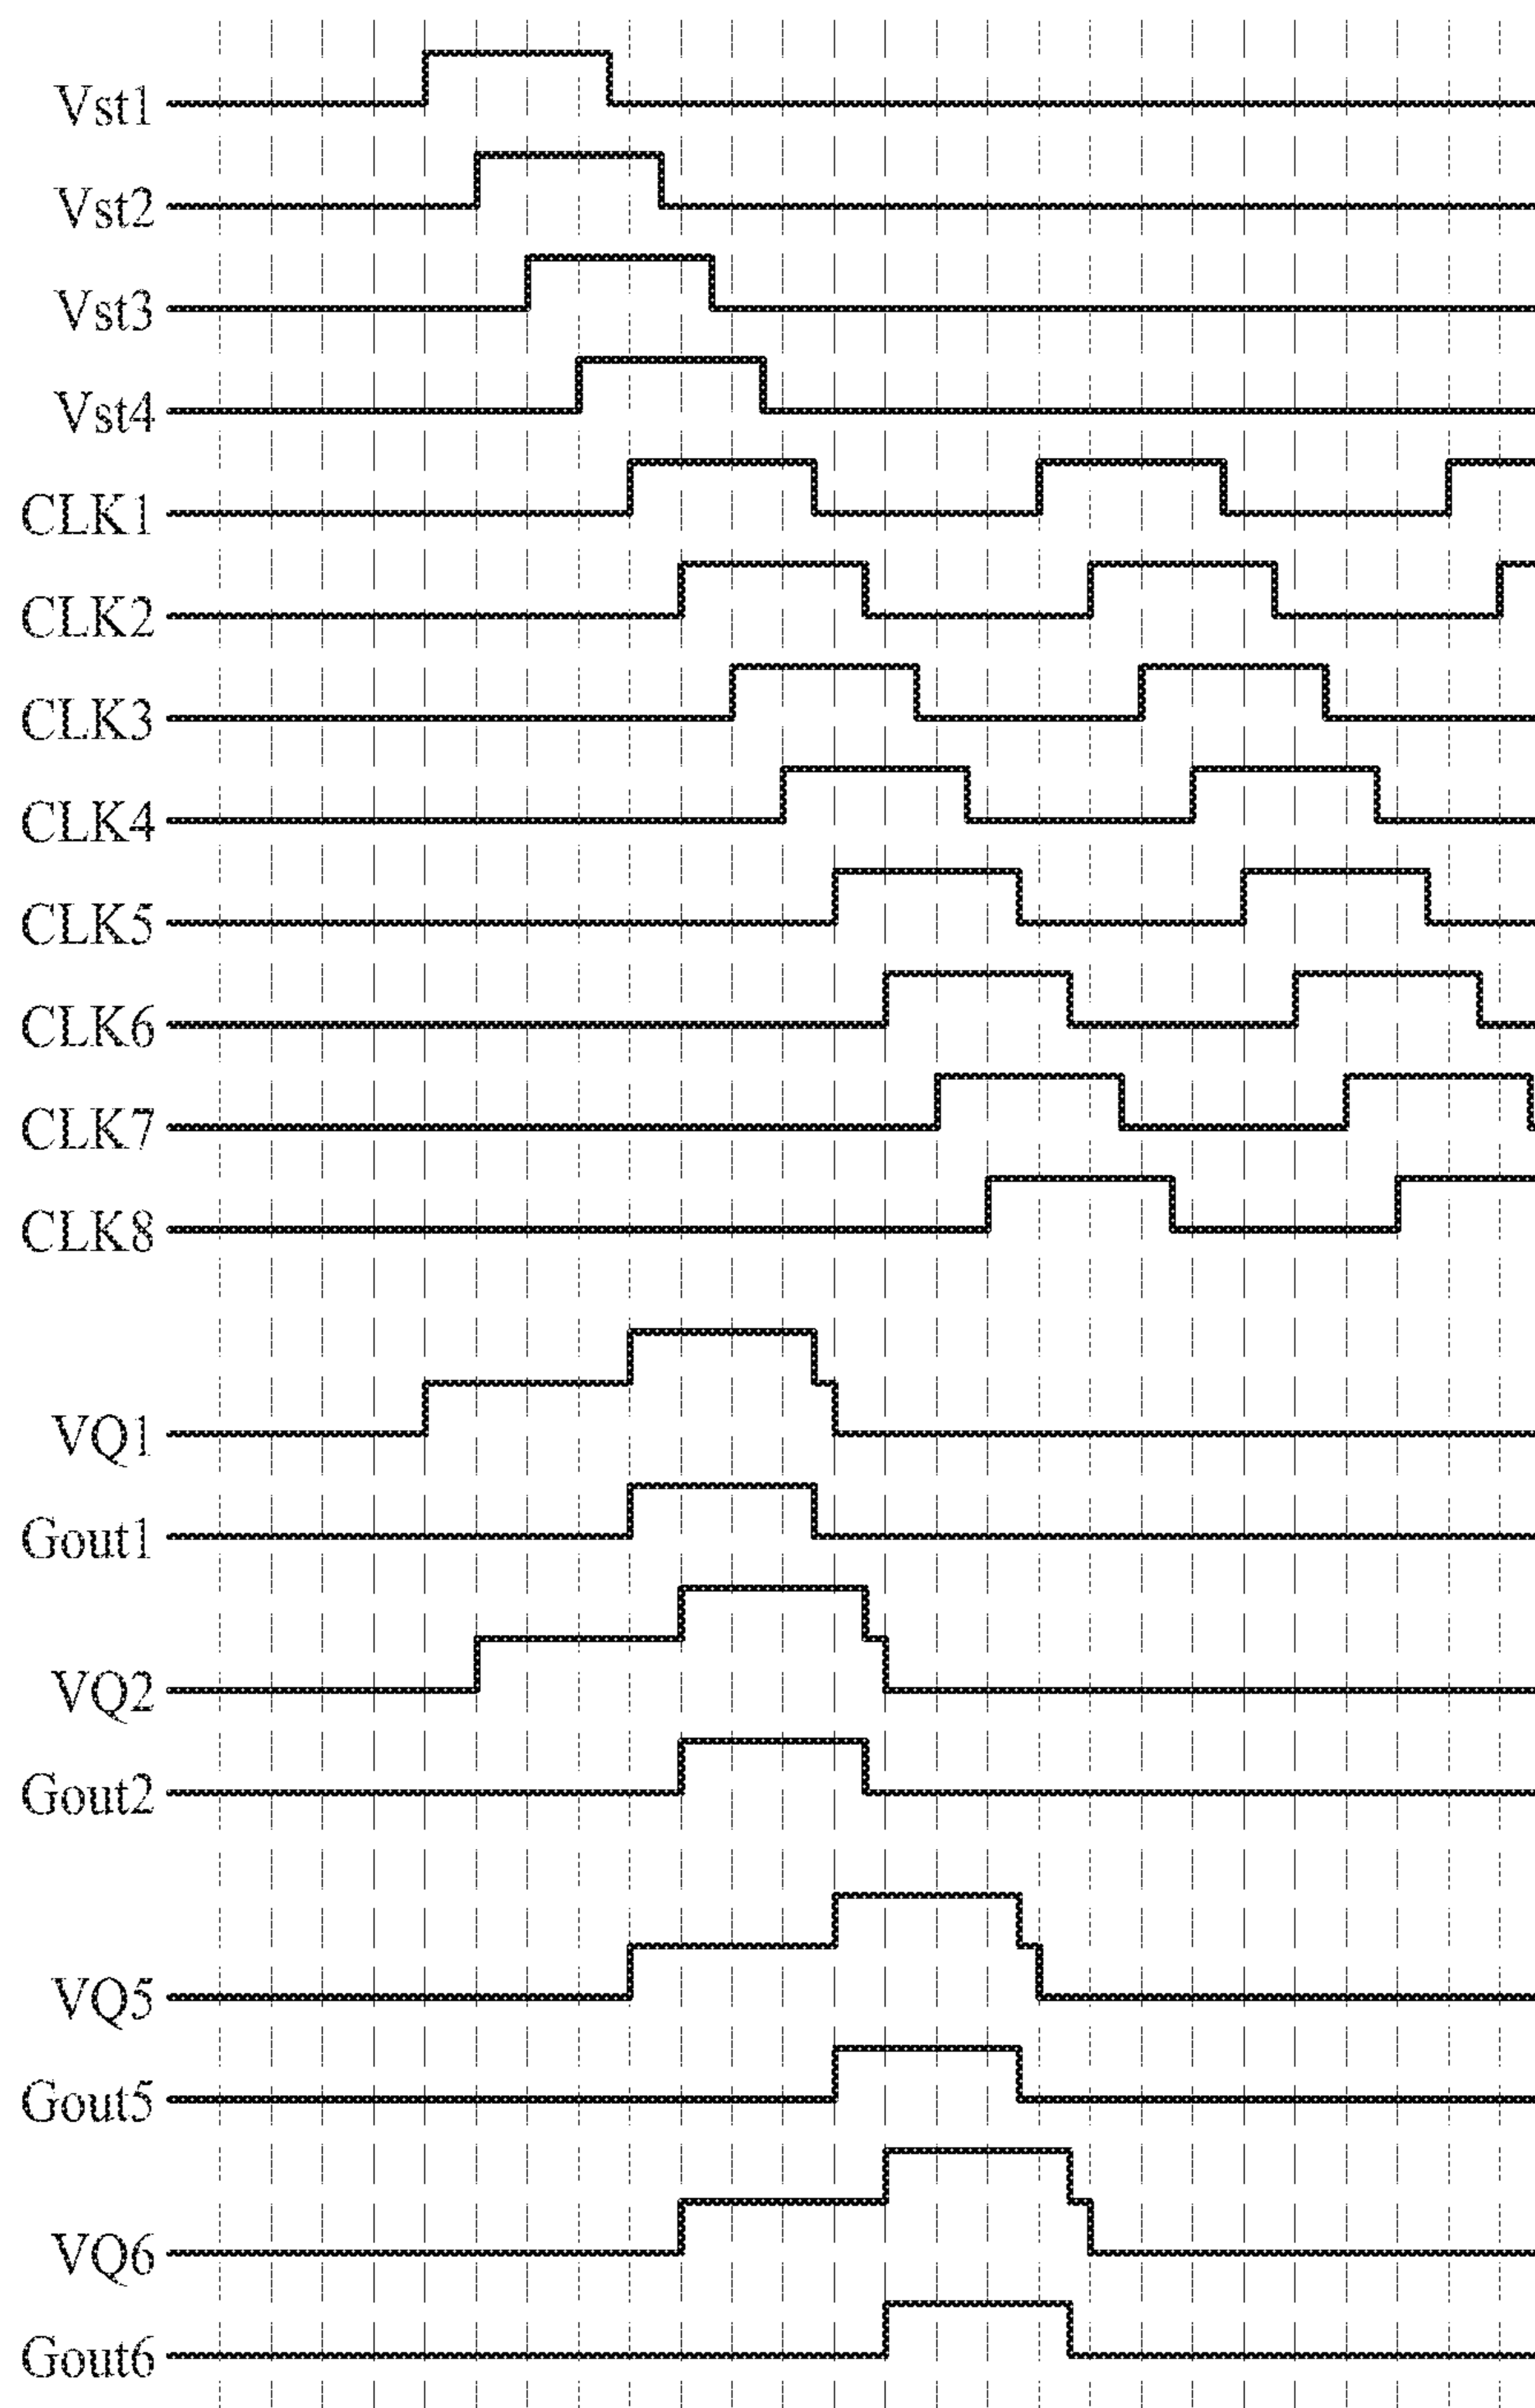 Vst1
Vst2
Vst3
Vst4
CLK1
CLK2
CLK3
CLK4
CLK5
CLK6
CLK7
CLK8
VQ1
Gout1
VQ2
Gout2
VQ5
Gout5
VQ6
Gout6